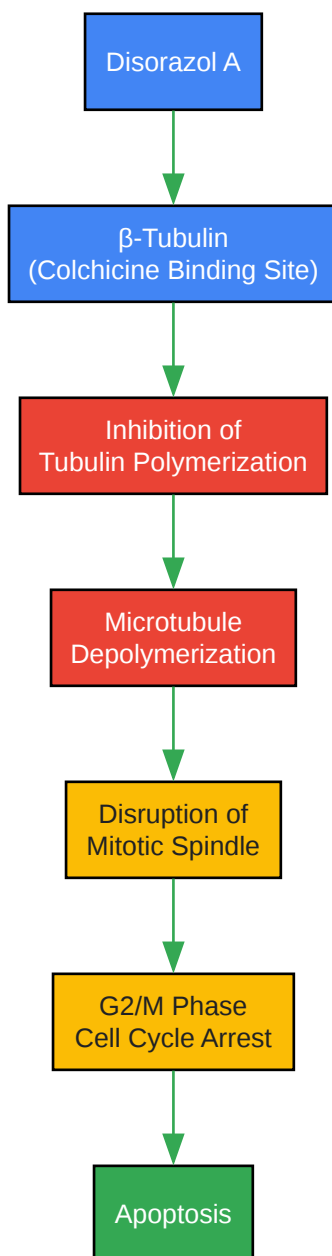 Disorazol A
β-Tubulin
(Colchicine Binding Site)
Inhibition of
Tubulin Polymerization
Microtubule
Depolymerization
Disruption of
Mitotic Spindle
G2/M Phase
Cell Cycle Arrest
Apoptosis